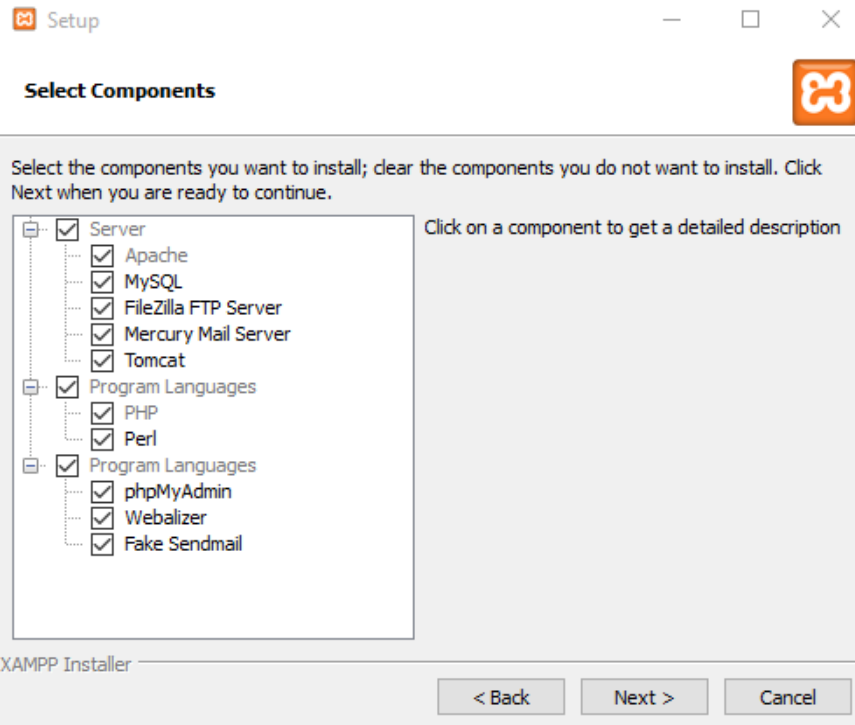 Setup
Select Components
Select the components you want to install; clear the components you do not want to install. Click
Next when you are ready to continue.
Server
Apache
MySQL
FileZilla FTP Server
Mercury Mail Server
Tomcat
Program Languages
PHP
Perl
Program Languages
phpMyAdmin
Webalizer
Fake Sendmail
Click on a component to get a detailed description
XAMPP Installer
< Back
Next >
Cancel